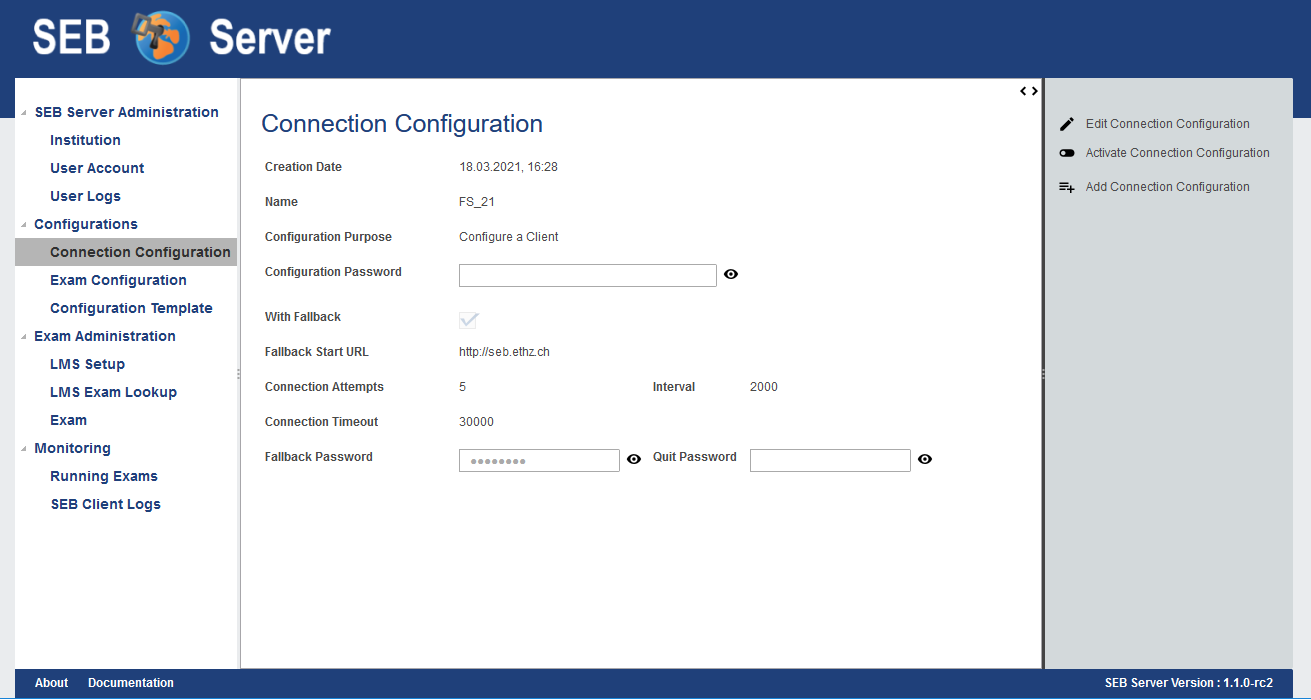 SEB Server
SEB Server Administration
Institution
User Account
User Logs
Configurations
Connection Configuration
Exam Configuration
Configuration Template
Exam Administration
LMS Setup
LMS Exam Lookup
Exam
Monitoring
Running Exams
SEB Client Logs
Connection Configuration
Creation Date 18.03.2021, 16:28
Name FS_21
Configuration Purpose Configure a Client
Configuration Password
With Fallback
Fallback Start URL http://seb.ethz.ch
Connection Attempts 5 Interval 2000
Connection Timeout 30000
Fallback Password ●●●●●●●● Quit Password
Edit Connection Configuration
Activate Connection Configuration
Add Connection Configuration
About Documentation SEB Server Version : 1.1.0-rc2